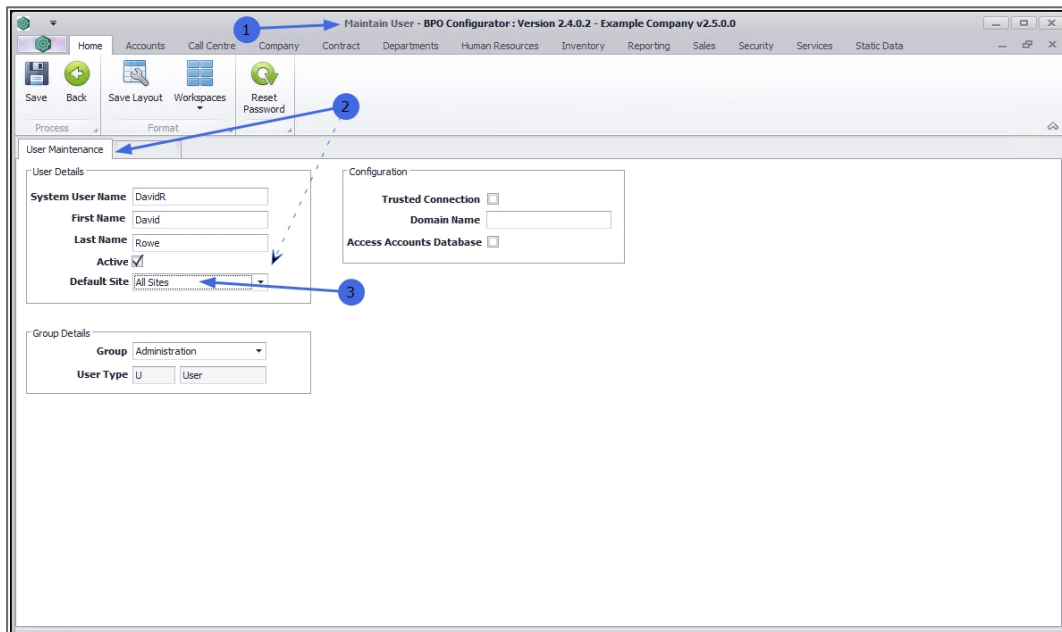 1
Maintain User - BPO Configurator : Version 2.4.0.2 - Example Company v2.5.0.0
Home Accounts Call Centre Company Contract Departments Human Resources Inventory Reporting Sales Security Services Static Data
Save Back Save Layout Workspaces Reset Password
2
Process Format
User Maintenance
User Details Configuration
System User Name DavidR Trusted Connection
First Name David Domain Name
Last Name Rowe Access Accounts Database
Active
Default Site All Sites
3
Group Details
Group Administration
User Type U User